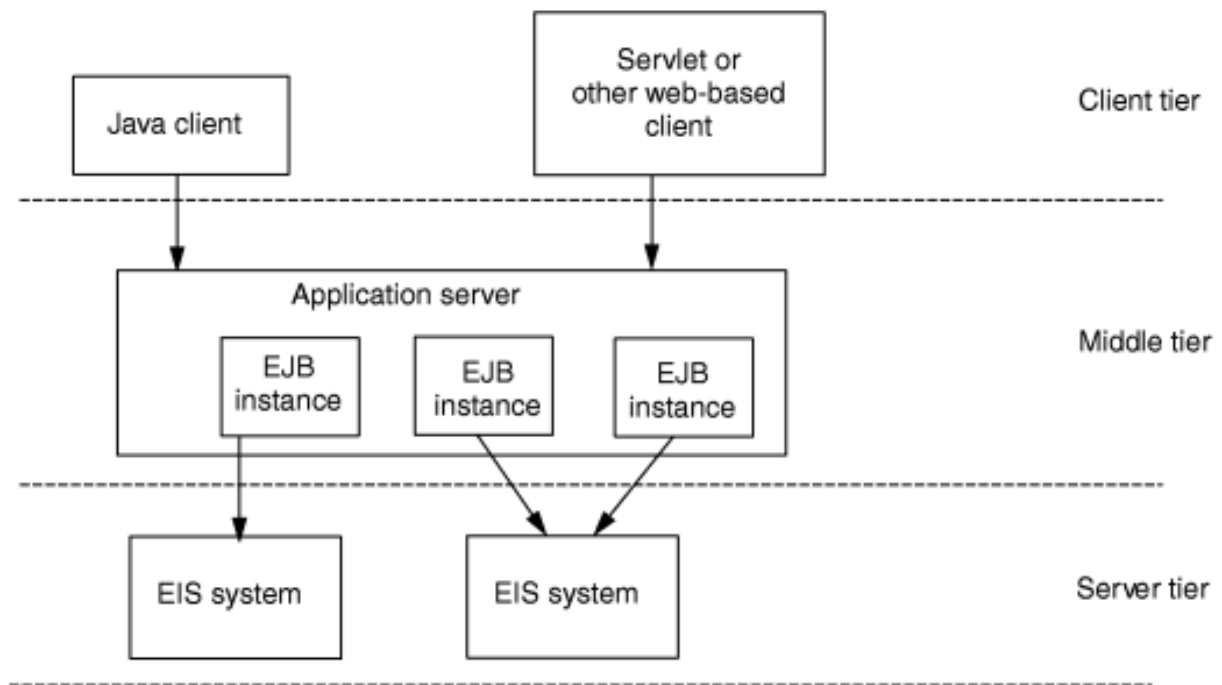 Java client
Servlet or
other web-based
client
Client tier
Application server
EJB
instance
EJB
instance
EJB
instance
Middle tier
EIS system
EIS system
Server tier